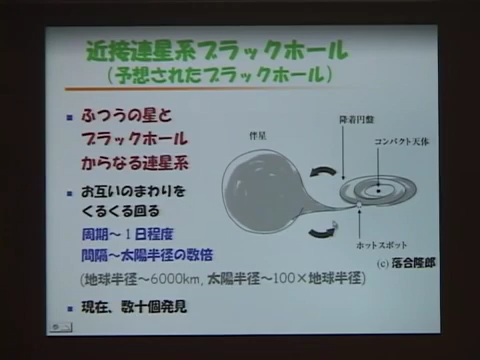 近接連星系ブラックホール
(予想されたブラックホール)
ふつうの星と
ブラックホール
からなる連星系
お互いのまわりを
くるくる回る
周期～1日程度
間隔～太陽半径の数倍
(地球半径～6000km, 太陽半径～100×地球半径)
現在、数十個発見
伴星
降着円盤
コンパクト天体
ホットスポット
(c) 落合隆郎